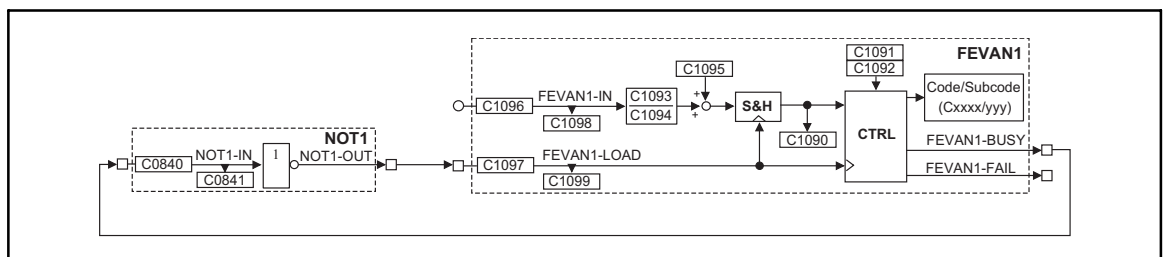 FEVAN1
C1091
C1092
C1095
Code/Subcode
(Cxxxx/yyy)
C1096
FEVAN1-IN
C1093
C1094
+
+
S&H
C1098
C1090
CTRL
NOT1
FEVAN1-BUSY
C0840
NOT1-IN
1
NOT1-OUT
C1097
FEVAN1-LOAD
FEVAN1-FAIL
C0841
C1099